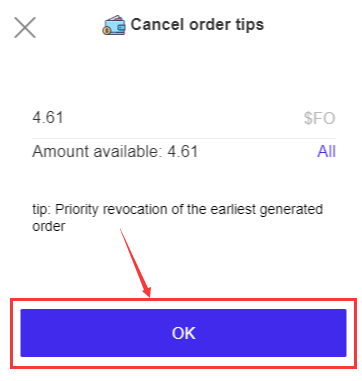 Cancel order tips
4.61 $FO
Amount available: 4.61 All
tip: Priority revocation of the earliest generated
order
OK